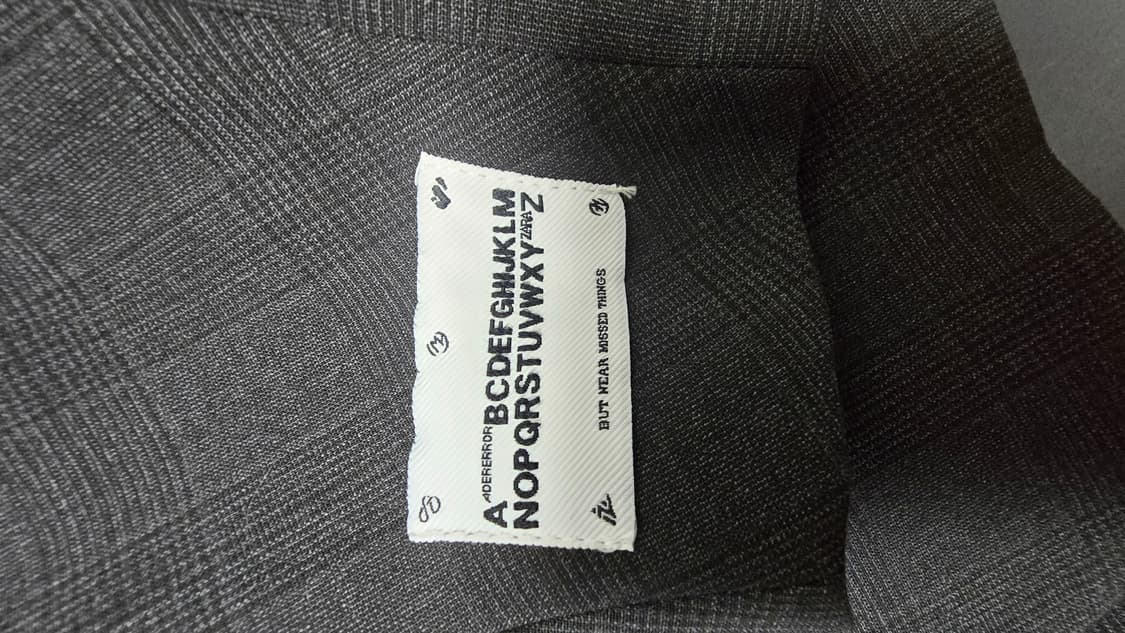 A ADERERROR BCDEFGHIJKLM
NOPQRSTUVWXY ZARA Z
BUT NEAR MISSED THINGS